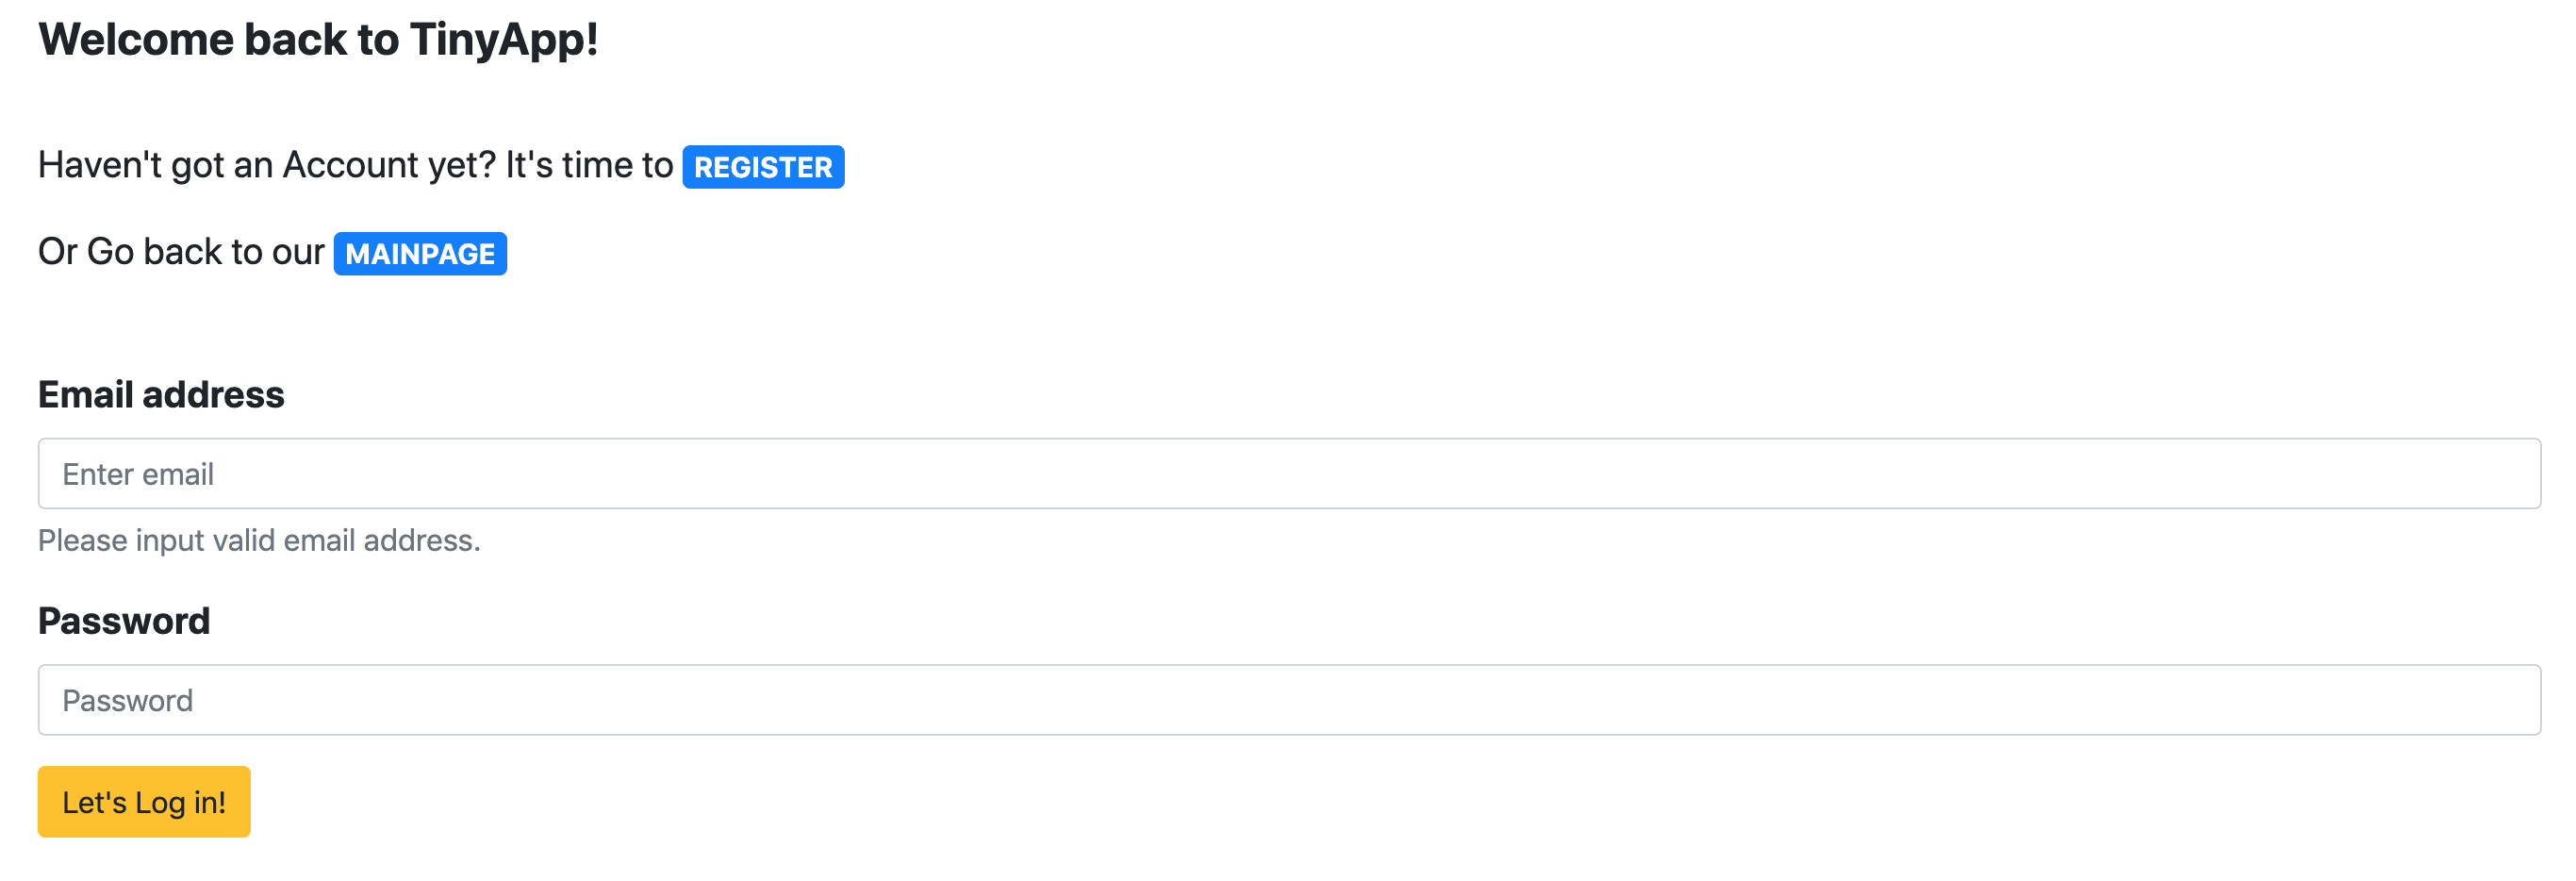 Welcome back to TinyApp!
Haven't got an Account yet? It's time to REGISTER
Or Go back to our MAINPAGE
Email address
Enter email
Please input valid email address.
Password
Password
Let's Log in!